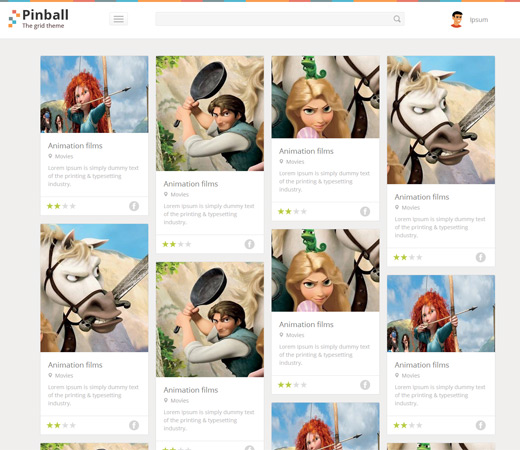 Pinball
The grid theme
Ipsum
Animation films
Movies
Lorem Ipsum is simply dummy text
of the printing & typesetting
industry.
Animation films
Movies
Lorem Ipsum is simply dummy text
of the printing & typesetting
industry.
Animation films
Movies
Lorem Ipsum is simply dummy text
of the printing & typesetting
industry.
Animation films
Movies
Lorem Ipsum is simply dummy text
of the printing & typesetting
industry.
Animation films
Movies
Lorem Ipsum is simply dummy text
of the printing & typesetting
industry.
Animation films
Movies
Lorem Ipsum is simply dummy text
of the printing & typesetting
industry.
Animation films
Movies
Lorem Ipsum is simply dummy text
of the printing & typesetting
industry.
Animation films
Movies
Lorem Ipsum is simply dummy text
of the printing & typesetting
industry.